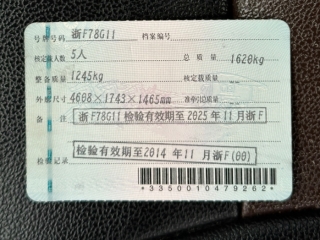 号牌号码 浙F78G11 档案编号
核定载人数 5人 总质量 1620kg
整备质量 1245kg 核定载质量
外廓尺寸 4608×1743×1465mm 准牵引总质量
备注 浙F78G11检验有效期至2025年11月浙F
检验有效期至2014年11月浙F(00)
检验记录
*3350010479262*